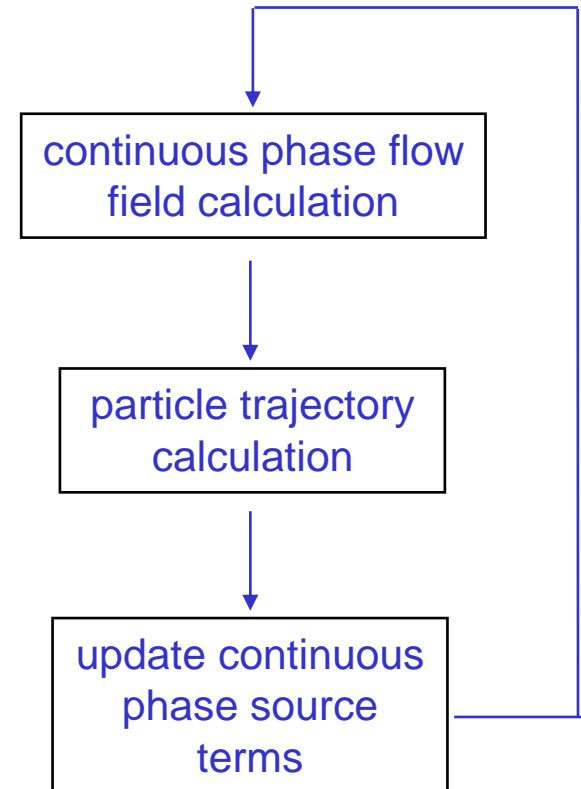 continuous phase flow
field calculation
particle trajectory
calculation
update continuous
phase source
terms